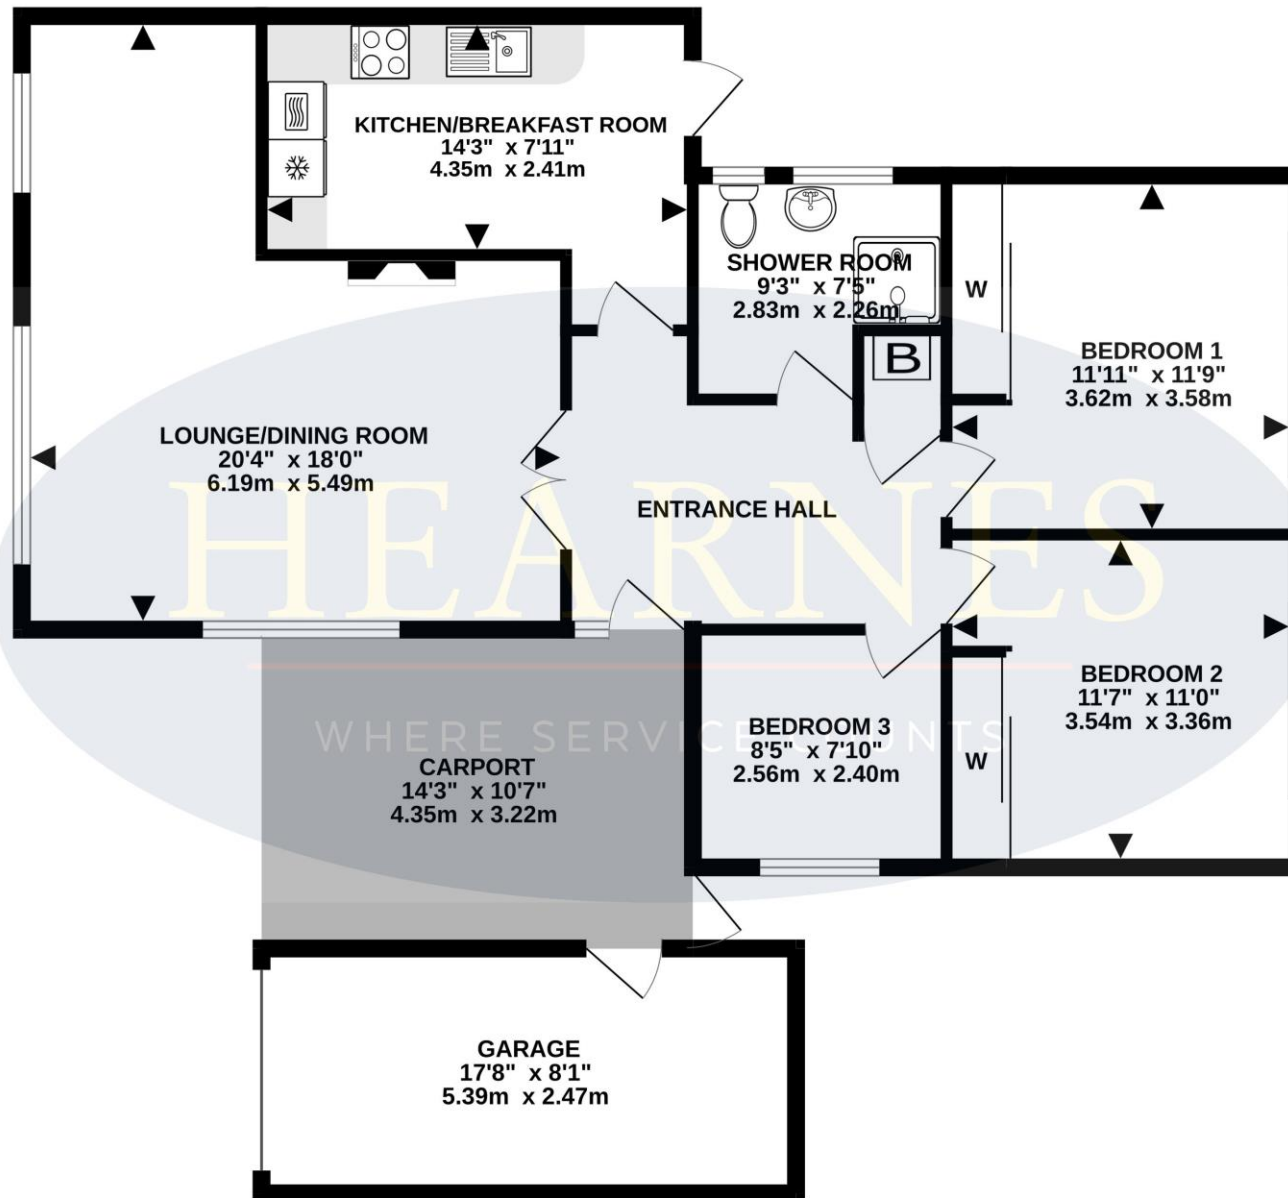 KITCHEN/BREAKFAST ROOM
14'3" x 7'11"
4.35m x 2.41m
SHOWER ROOM
9'3" x 7'5"
2.83m x 2.26m
W
B
BEDROOM 1
11'11" x 11'9"
3.62m x 3.58m
LOUNGE/DINING ROOM
20'4" x 18'0"
6.19m x 5.49m
ENTRANCE HALL
HEARNES
WHERE SERVICE COUNTS
BEDROOM 2
11'7" x 11'0"
3.54m x 3.36m
W
BEDROOM 3
8'5" x 7'10"
2.56m x 2.40m
CARPORT
14'3" x 10'7"
4.35m x 3.22m
GARAGE
17'8" x 8'1"
5.39m x 2.47m